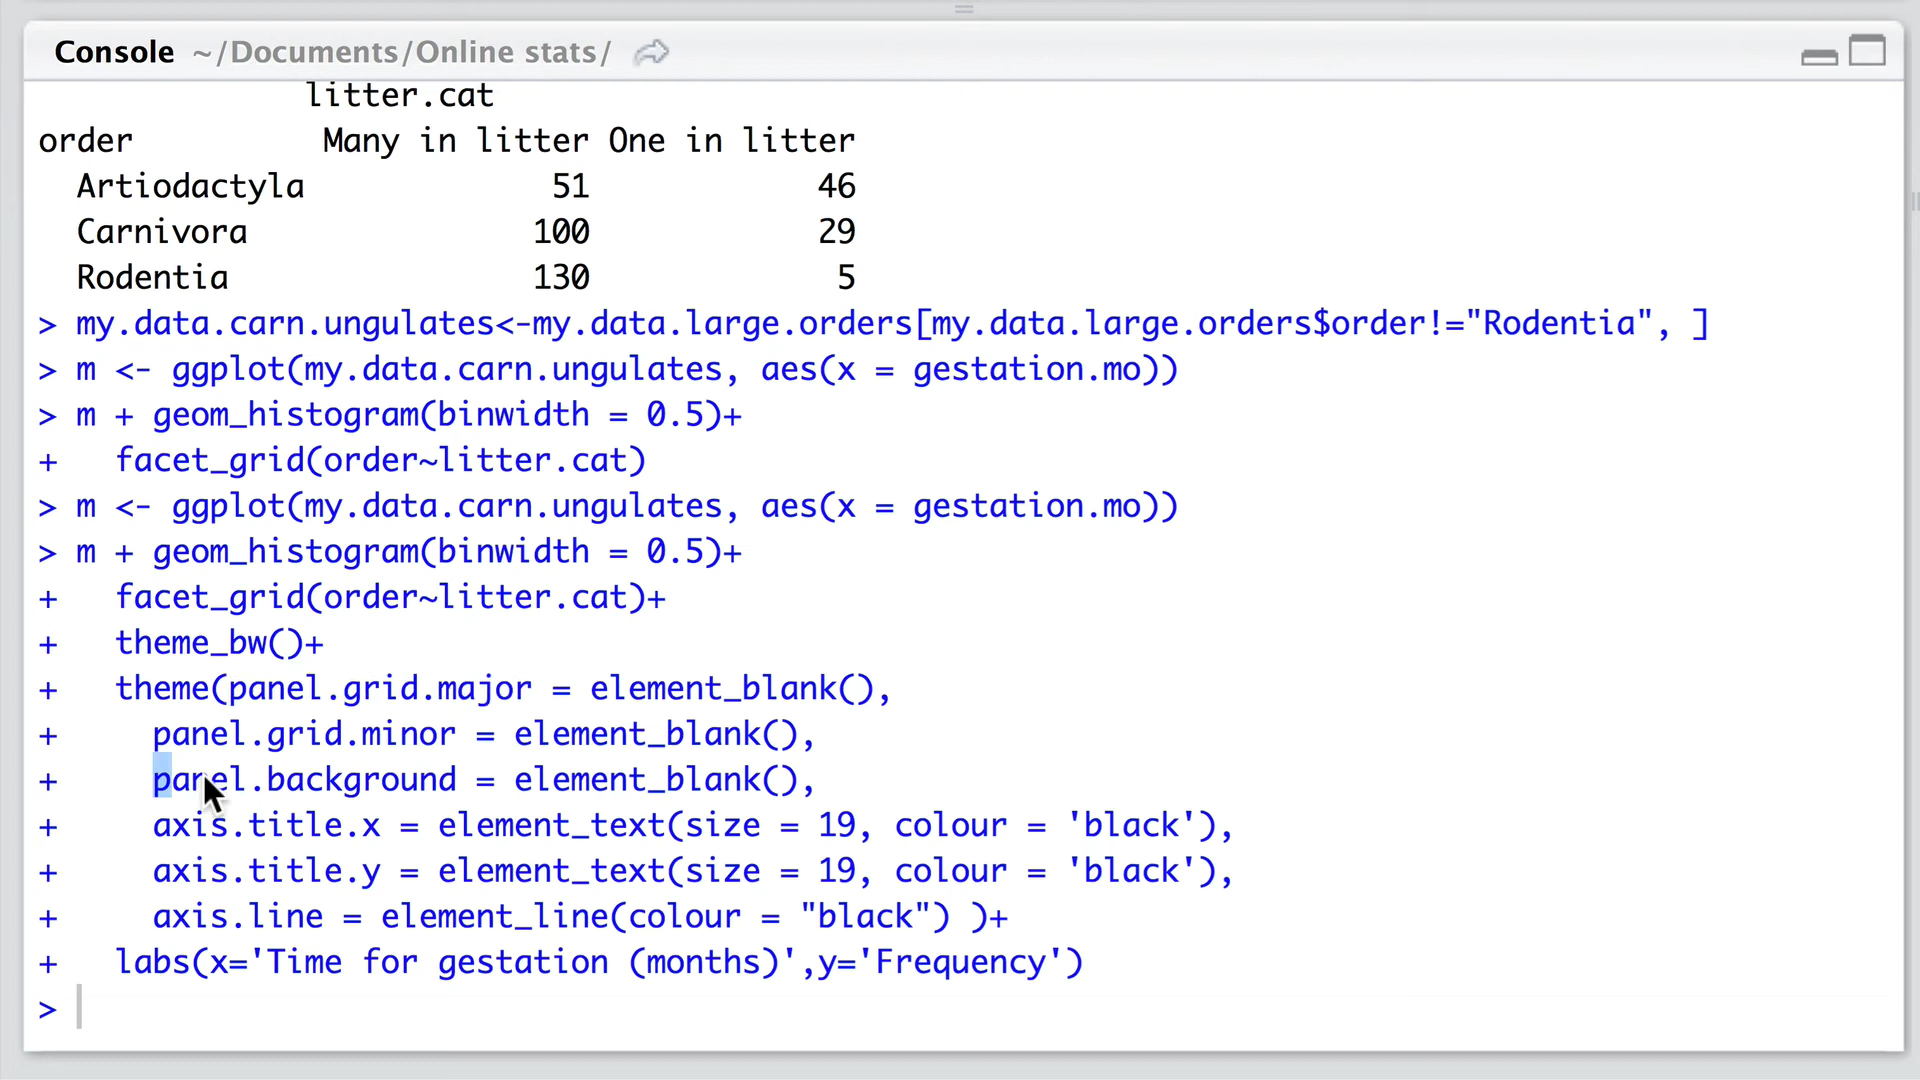 Console ~/Documents/Online stats/
litter.cat
order Many in litter One in litter
Artiodactyla 51 46
Carnivora 100 29
Rodentia 130 5
> my.data.carn.ungulates<-my.data.large.orders[my.data.large.orders$order!="Rodentia", ]
> m <- ggplot(my.data.carn.ungulates, aes(x = gestation.mo))
> m + geom_histogram(binwidth = 0.5)+
+ facet_grid(order~litter.cat)
> m <- ggplot(my.data.carn.ungulates, aes(x = gestation.mo))
> m + geom_histogram(binwidth = 0.5)+
+ facet_grid(order~litter.cat)+
+ theme_bw()+
+ theme(panel.grid.major = element_blank(),
+ panel.grid.minor = element_blank(),
+ panel.background = element_blank(),
+ axis.title.x = element_text(size = 19, colour = 'black'),
+ axis.title.y = element_text(size = 19, colour = 'black'),
+ axis.line = element_line(colour = "black") )+
+ labs(x='Time for gestation (months)',y='Frequency')
>